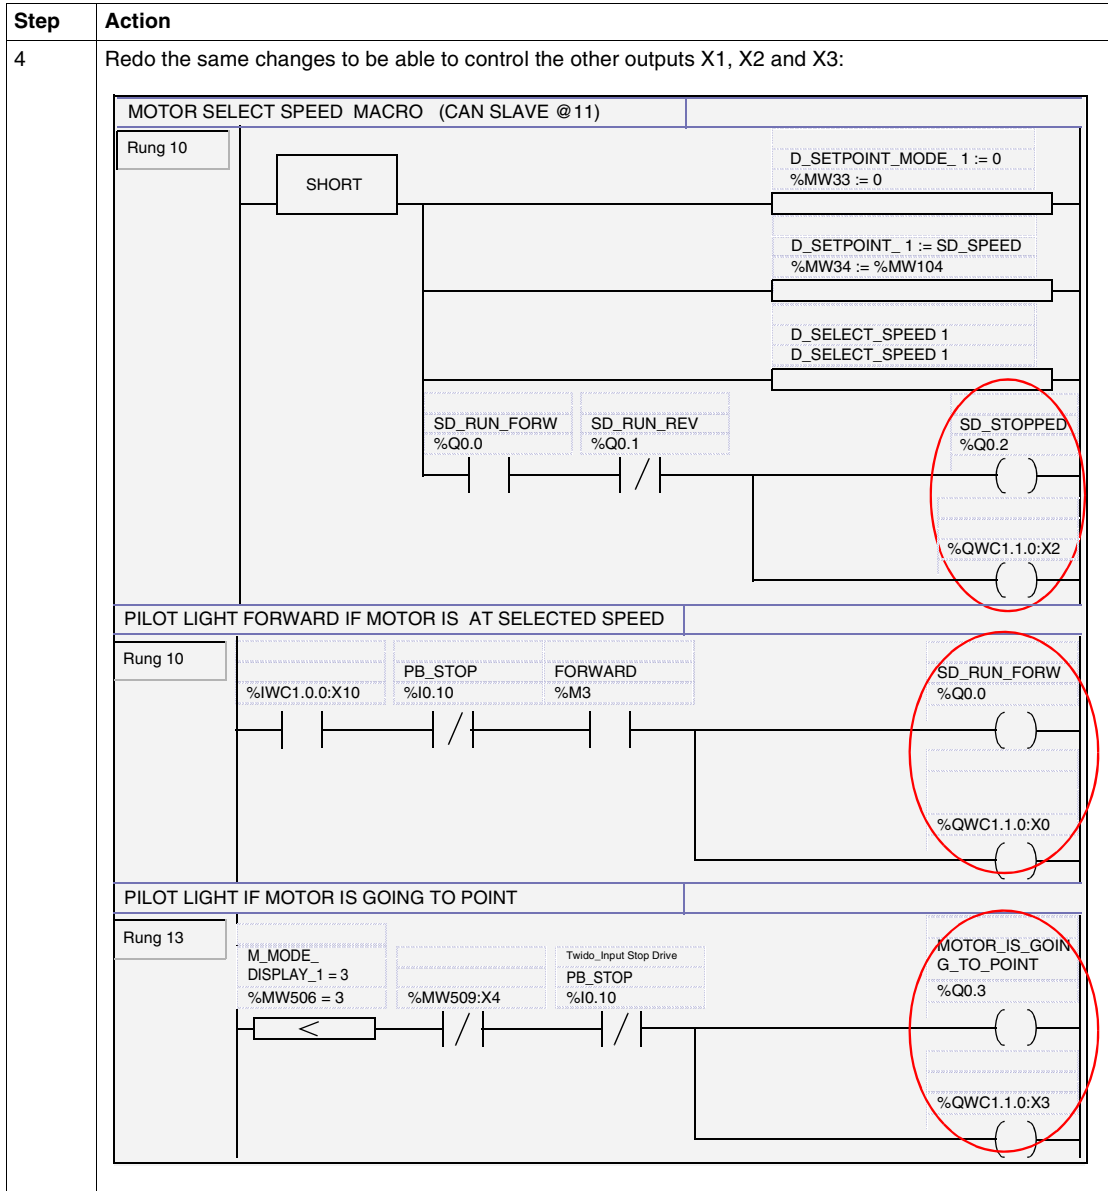 Step Action
4 Redo the same changes to be able to control the other outputs X1, X2 and X3:
MOTOR SELECT SPEED MACRO (CAN SLAVE @11)
Rung 10
SHORT
D_SETPOINT_MODE_ 1 := 0
%MW33 := 0
D_SETPOINT_ 1 := SD_SPEED
%MW34 := %MW104
D_SELECT_SPEED 1
D_SELECT_SPEED 1
SD_RUN_FORW SD_RUN_REV SD_STOPPED
%Q0.0 %Q0.1 %Q0.2
%QWC1.1.0:X2
PILOT LIGHT FORWARD IF MOTOR IS AT SELECTED SPEED
Rung 10
PB_STOP FORWARD SD_RUN_FORW
%IWC1.0.0:X10 %I0.10 %M3 %Q0.0
%QWC1.1.0:X0
PILOT LIGHT IF MOTOR IS GOING TO POINT
Rung 13
M_MODE_
DISPLAY_1 = 3
%MW506 = 3
<
%MW509:X4
Twido_Input Stop Drive
PB_STOP
%I0.10
MOTOR_IS_GOIN
G_TO_POINT
%Q0.3
%QWC1.1.0:X3